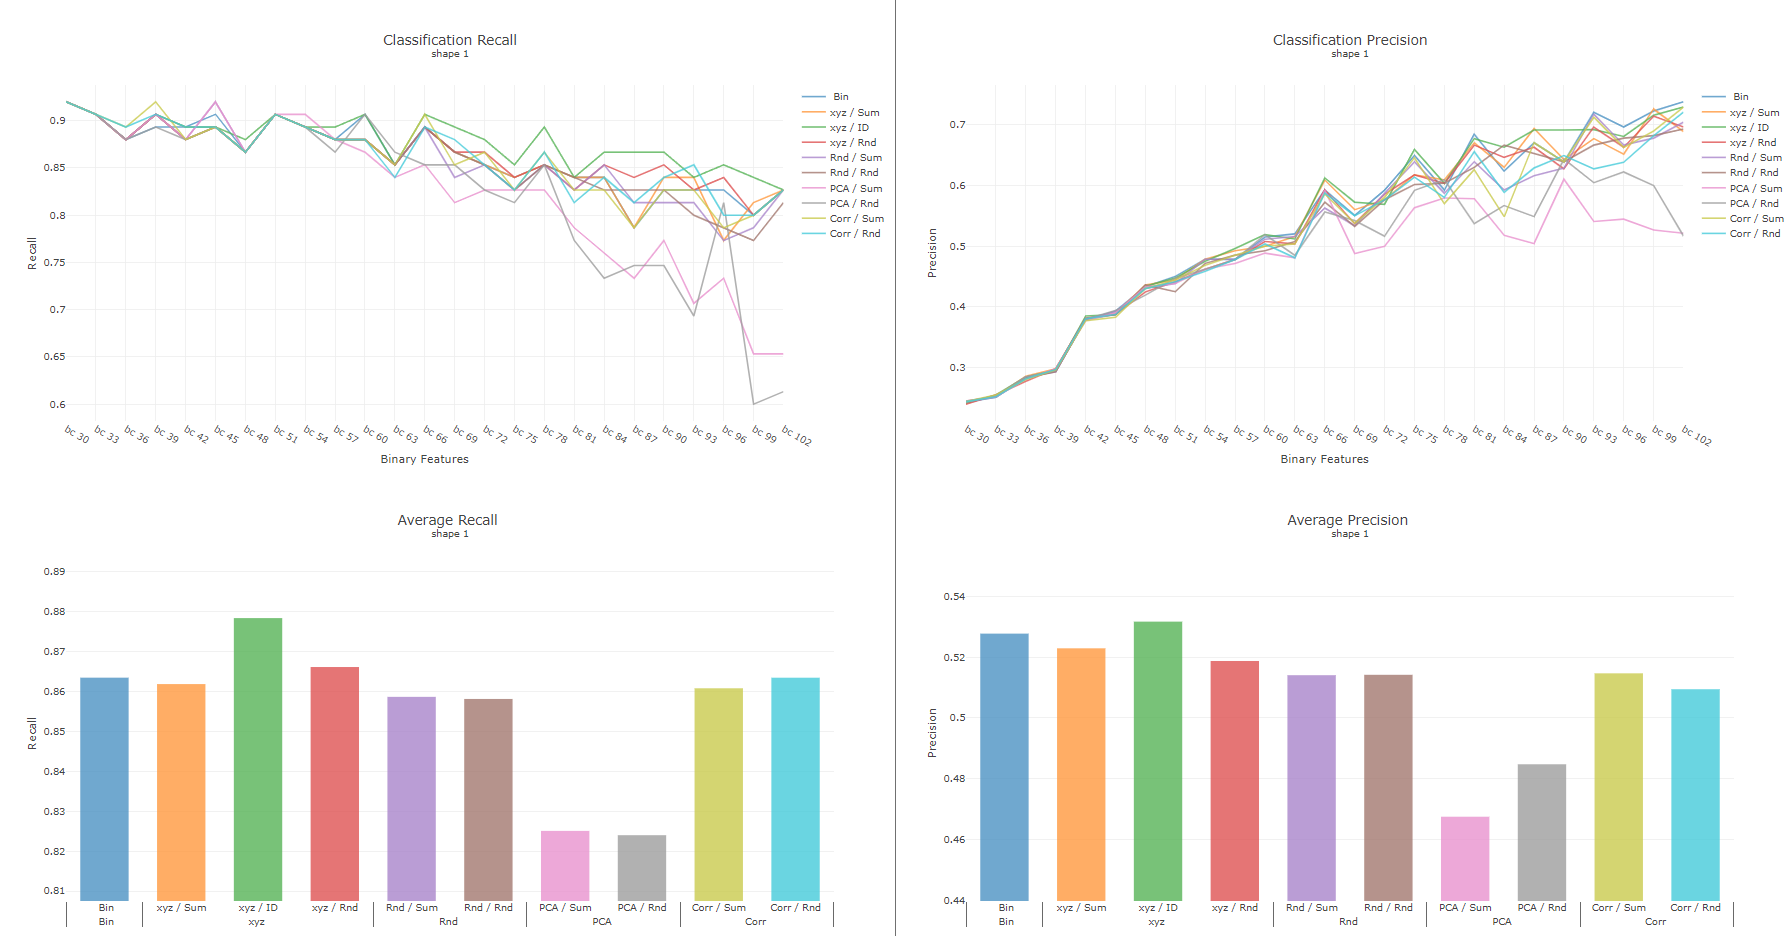 Classification Recall
shape 1
0.9
0.85
0.8
0.75
0.7
0.65
0.6
Recall
bc 30
bc 33
bc 36
bc 39
bc 42
bc 45
bc 48
bc 51
bc 54
bc 57
bc 60
bc 63
bc 66
bc 69
bc 72
bc 75
bc 78
bc 81
bc 84
bc 87
bc 90
bc 93
bc 96
bc 99
bc 102
Binary Features
Bin
xyz / Sum
xyz / ID
xyz / Rnd
Rnd / Sum
Rnd / Rnd
PCA / Sum
PCA / Rnd
Corr / Sum
Corr / Rnd
Classification Precision
shape 1
0.7
0.6
0.5
0.4
0.3
Precision
bc 30
bc 33
bc 36
bc 39
bc 42
bc 45
bc 48
bc 51
bc 54
bc 57
bc 60
bc 63
bc 66
bc 69
bc 72
bc 75
bc 78
bc 81
bc 84
bc 87
bc 90
bc 93
bc 96
bc 99
bc 102
Binary Features
Bin
xyz / Sum
xyz / ID
xyz / Rnd
Rnd / Sum
Rnd / Rnd
PCA / Sum
PCA / Rnd
Corr / Sum
Corr / Rnd
Average Recall
shape 1
0.89
0.88
0.87
0.86
0.85
0.84
0.83
0.82
0.81
Recall
Bin xyz / Sum xyz / ID xyz / Rnd Rnd / Sum Rnd / Rnd PCA / Sum PCA / Rnd Corr / Sum Corr / Rnd
Bin xyz Rnd PCA Corr
Average Precision
shape 1
0.54
0.52
0.5
0.48
0.46
0.44
Precision
Bin xyz / Sum xyz / ID xyz / Rnd Rnd / Sum Rnd / Rnd PCA / Sum PCA / Rnd Corr / Sum Corr / Rnd
Bin xyz Rnd PCA Corr